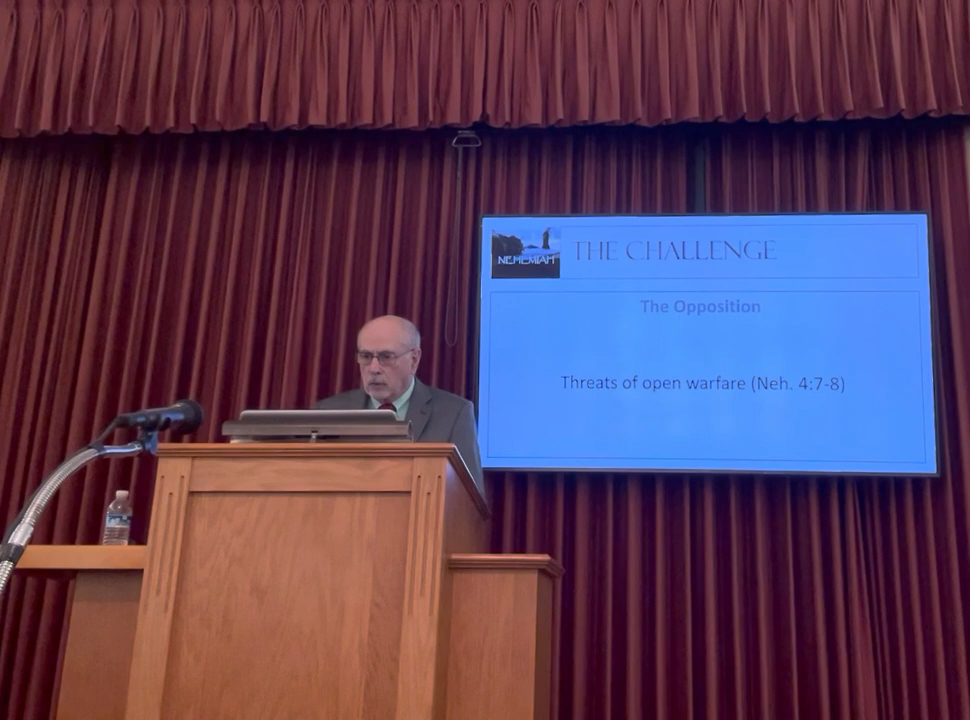 NEHEMIAH
THE CHALLENGE
The Opposition
Threats of open warfare (Neh. 4:7-8)